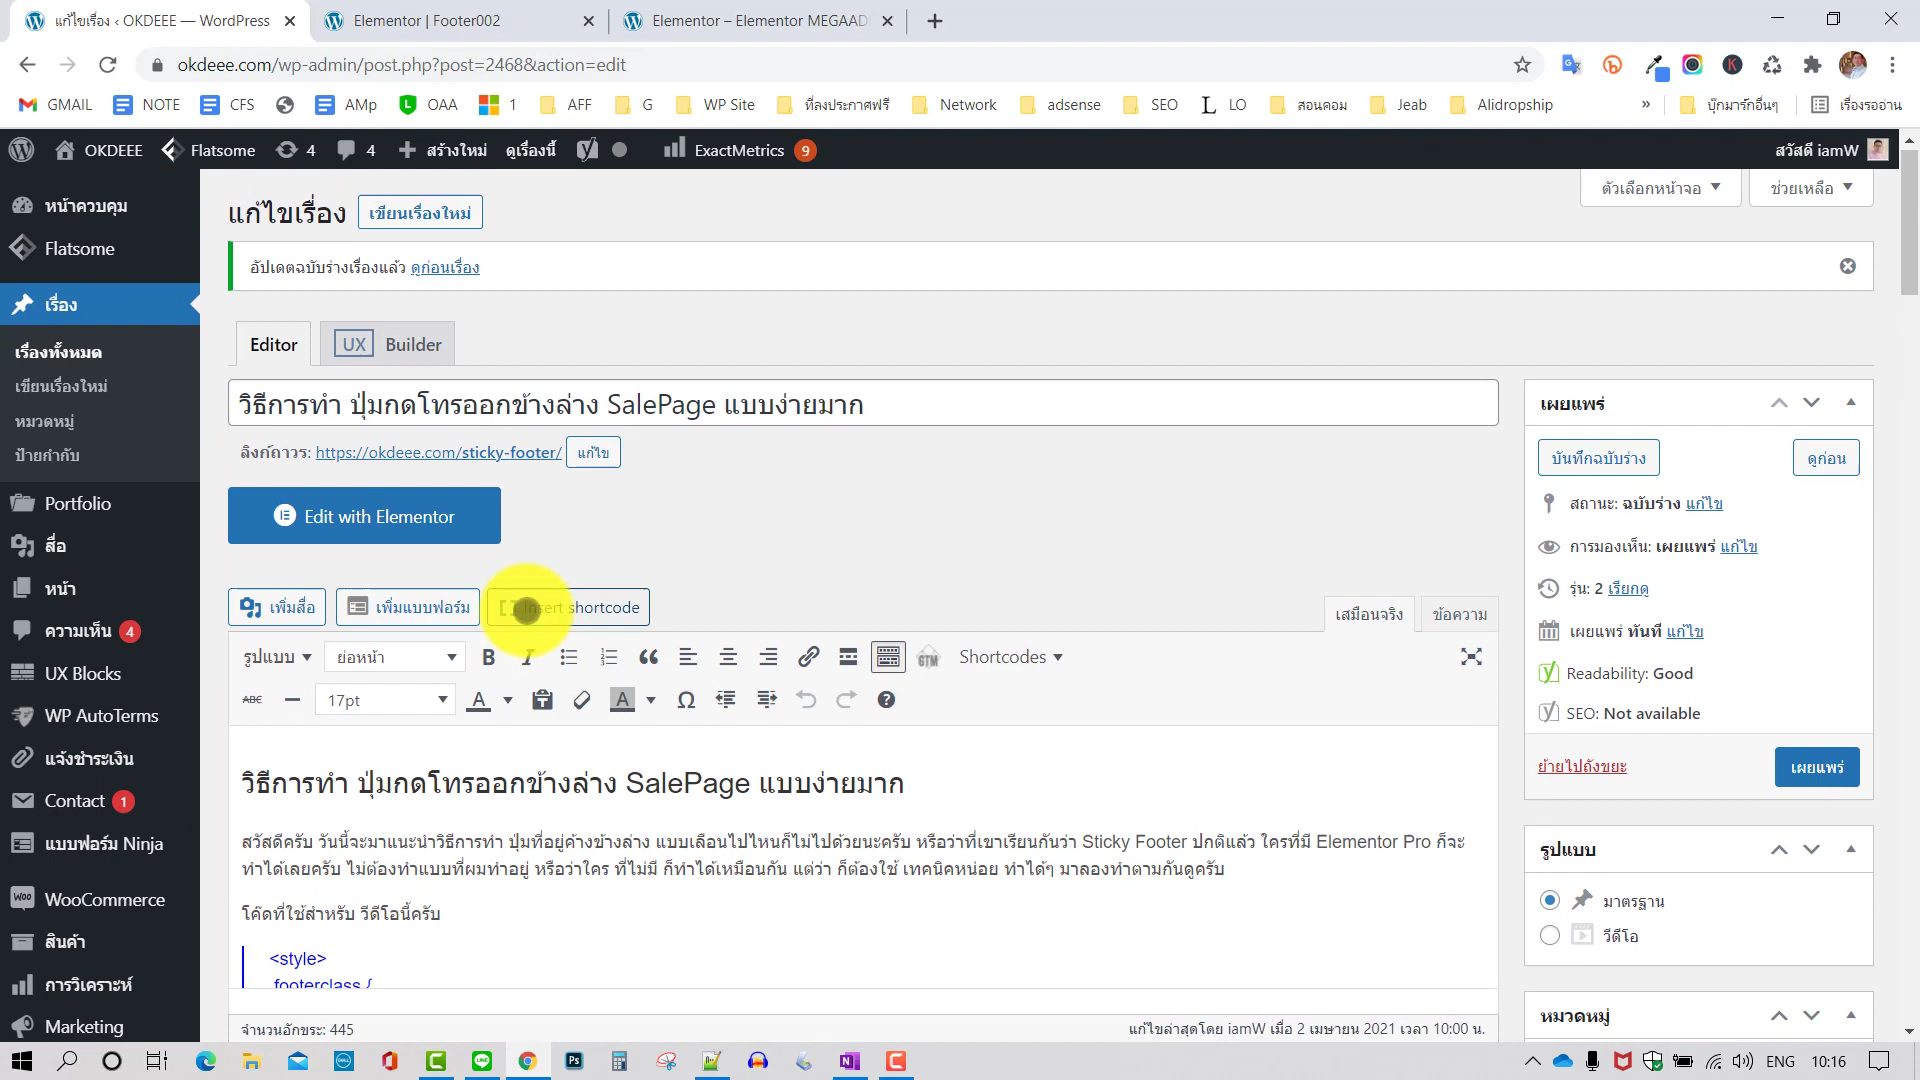 แก้ไขเรื่อง ‹ OKDEEE — WordPress
Elementor | Footer002
Elementor – Elementor MEGAAD
okdeee.com/wp-admin/post.php?post=2468&action=edit
GMAIL NOTE CFS AMp OAA 1 AFF G WP Site ที่ลงประกาศฟรี Network adsense SEO LO สอนคอม Jeab Alidropship » บุ๊กมาร์กอื่นๆ เรื่องรออ่าน
OKDEEE Flatsome 4 4 สร้างใหม่ ดูเรื่องนี้ ExactMetrics 9 สวัสดี iamW
ตัวเลือกหน้าจอ ช่วยเหลือ
หน้าควบคุม
Flatsome
เรื่อง
เรื่องทั้งหมด
เขียนเรื่องใหม่
หมวดหมู่
ป้ายกำกับ
Portfolio
สื่อ
หน้า
ความเห็น 4
UX Blocks
WP AutoTerms
แจ้งชำระเงิน
Contact 1
แบบฟอร์ม Ninja
WooCommerce
สินค้า
การวิเคราะห์
Marketing
แก้ไขเรื่อง เขียนเรื่องใหม่
อัปเดตฉบับร่างเรื่องแล้ว ดูก่อนเรื่อง
Editor UX Builder
วิธีการทำ ปุ่มกดโทรออกข้างล่าง SalePage แบบง่ายมาก
ลิงก์ถาวร: https://okdeee.com/sticky-footer/ แก้ไข
Edit with Elementor
เพิ่มสื่อ เพิ่มแบบฟอร์ม Insert shortcode
เสมือนจริง ข้อความ
รูปแบบ ย่อหน้า B I GTM Shortcodes
ABC 17pt A A Ω
วิธีการทำ ปุ่มกดโทรออกข้างล่าง SalePage แบบง่ายมาก
สวัสดีครับ วันนี้จะมาแนะนำวิธีการทำ ปุ่มที่อยู่ค้างข้างล่าง แบบเลือนไปไหนก็ไม่ไปด้วยนะครับ หรือว่าที่เขาเรียนกันว่า Sticky Footer ปกติแล้ว ใครที่มี Elementor Pro ก็จะ
ทำได้เลยครับ ไม่ต้องทำแบบที่ผมทำอยู่ หรือว่าใคร ที่ไม่มี ก็ทำได้เหมือนกัน แต่ว่า ก็ต้องใช้ เทคนิคหน่อย ทำได้ๆ มาลองทำตามกันดูครับ
โค๊ดที่ใช้สำหรับ วีดีโอนี้ครับ
<style>
.footerclass {
จำนวนอักขระ: 445
แก้ไขล่าสุดโดย iamW เมื่อ 2 เมษายน 2021 เวลา 10:00 น.
เผยแพร่
บันทึกฉบับร่าง ดูก่อน
สถานะ: ฉบับร่าง แก้ไข
การมองเห็น: เผยแพร่ แก้ไข
รุ่น: 2 เรียกดู
เผยแพร่ ทันที แก้ไข
Readability: Good
SEO: Not available
ย้ายไปถังขยะ เผยแพร่
รูปแบบ
มาตรฐาน
วีดีโอ
หมวดหมู่
ENG 10:16